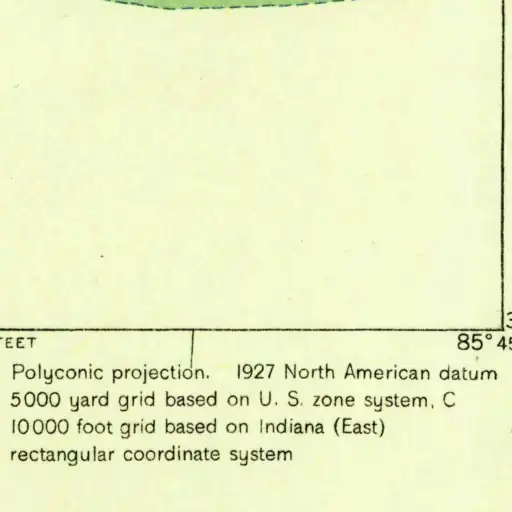 85°45
Polyconic projection. 1927 North American datum
5000 yard grid based on U. S. zone system, C
10000 foot grid based on Indiana (East)
rectangular coordinate system